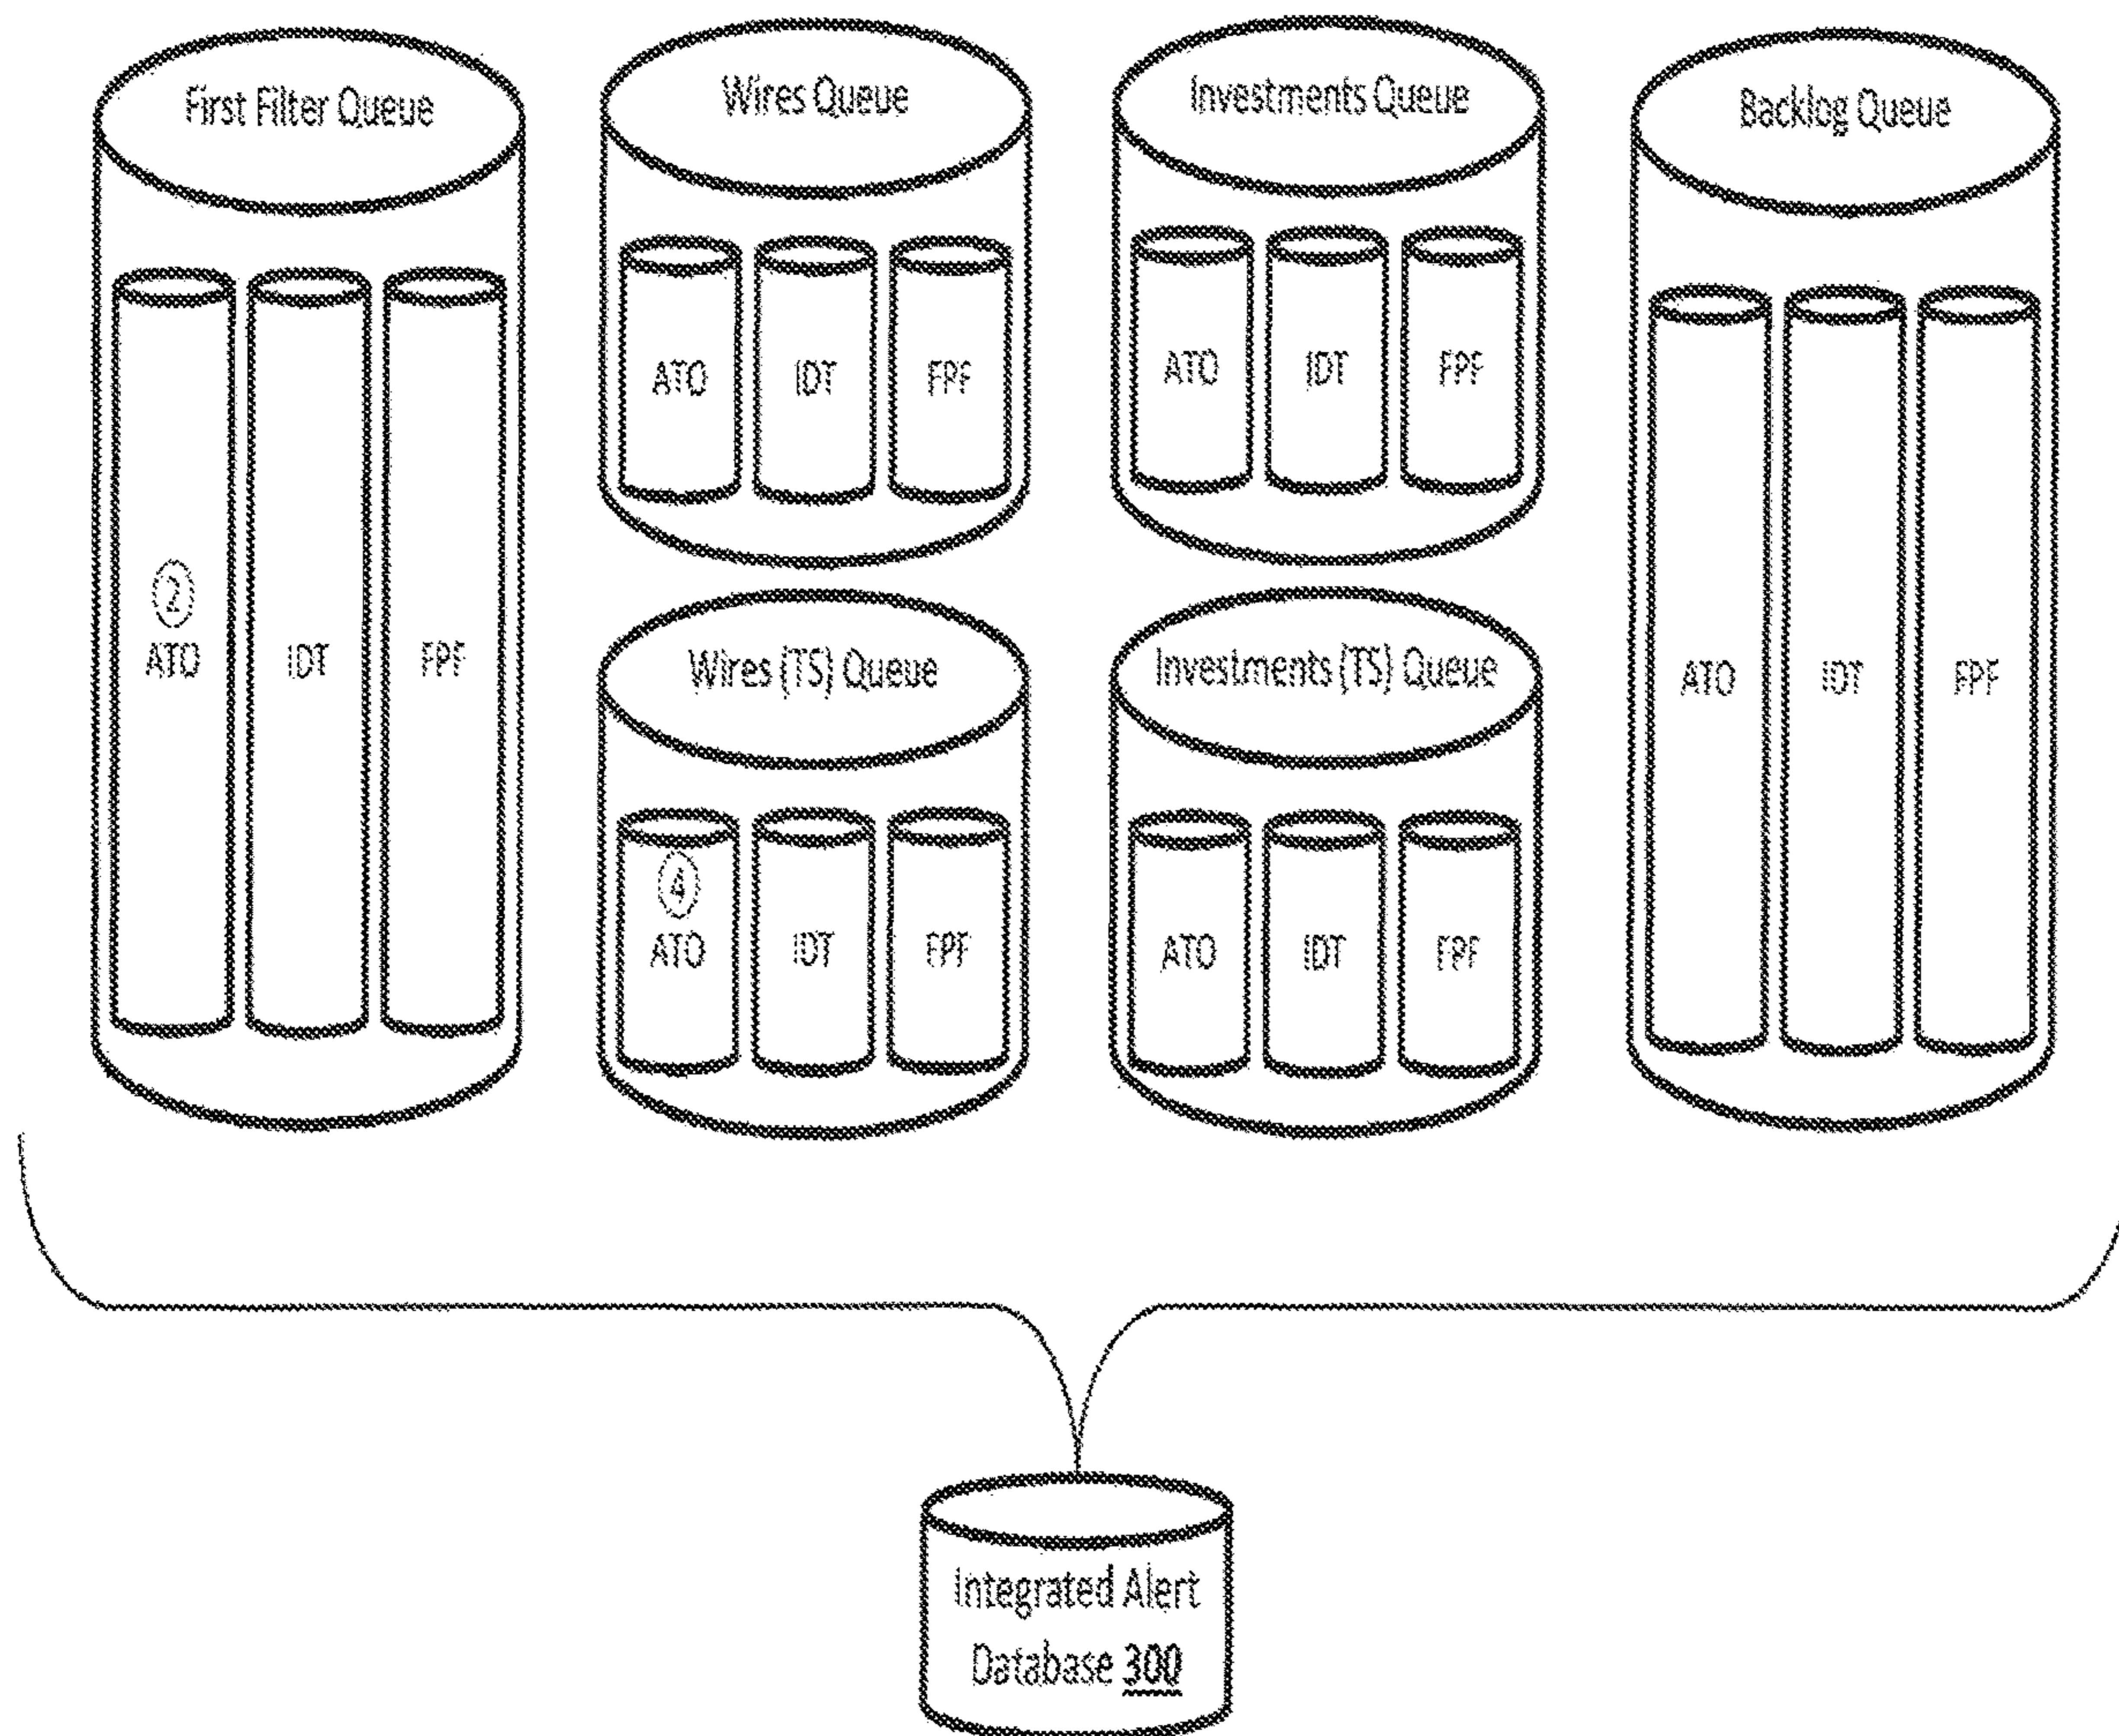 First Filter Queue
Wires Queue
Investments Queue
Backlog Queue
ATO IDT FPF
ATO IDT FPF
2
ATO IDT FPF
Wires (TS) Queue
Investments (TS) Queue
ATO IDT FPF
4
ATO IDT FPF
ATO IDT FPF
Integrated Alert
Database 300